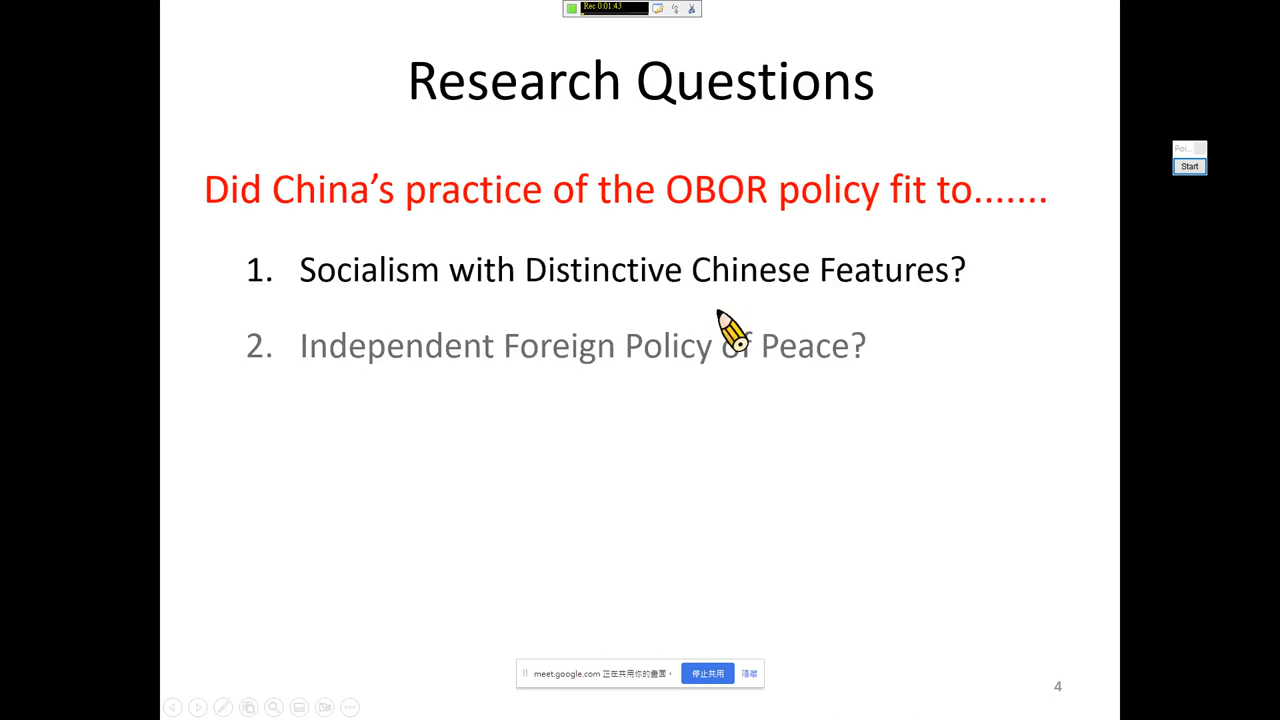 Rec 0:01:43
Research Questions
Poi...
Start
Did China’s practice of the OBOR policy fit to.......
1. Socialism with Distinctive Chinese Features?
2. Independent Foreign Policy of Peace?
meet.google.com 正在共用你的畫面。 停止共用 隱藏
4